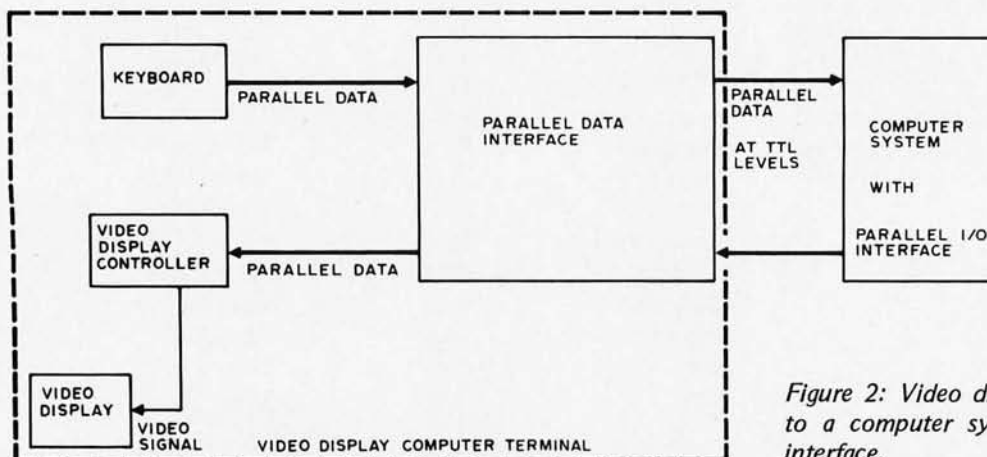 KEYBOARD
PARALLEL DATA
PARALLEL DATA
INTERFACE
PARALLEL
DATA
AT TTL
LEVELS
COMPUTER
SYSTEM
WITH
PARALLEL I/O
INTERFACE
VIDEO
DISPLAY
CONTROLLER
PARALLEL DATA
VIDEO
DISPLAY
VIDEO
SIGNAL
VIDEO DISPLAY COMPUTER TERMINAL
Figure 2: Video d
to a computer sy
interface